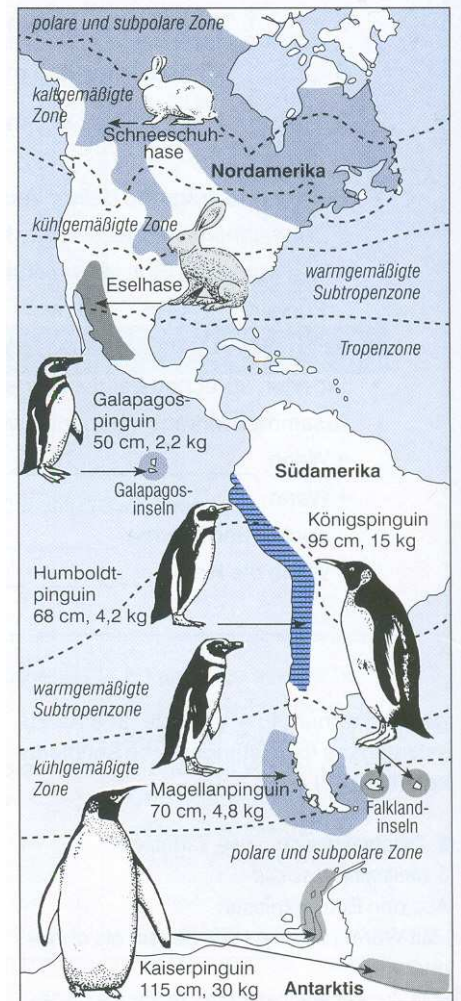 polare und subpolare Zone
kaltgemäßigte
Zone
Schneeschuh-
hase
Nordamerika
kühlgemäßigte Zone
Eselhase
warmgemäßigte
Subtropenzone
Tropenzone
Galapagos-
pinguin
50 cm, 2,2 kg
Galapagos-
inseln
Südamerika
Königspinguin
95 cm, 15 kg
Humboldt-
pinguin
68 cm, 4,2 kg
warmgemäßigte
Subtropenzone
kühlgemäßigte
Zone
Magellanpinguin
70 cm, 4,8 kg
Falkland-
inseln
polare und subpolare Zone
Kaiserpinguin
115 cm, 30 kg
Antarktis